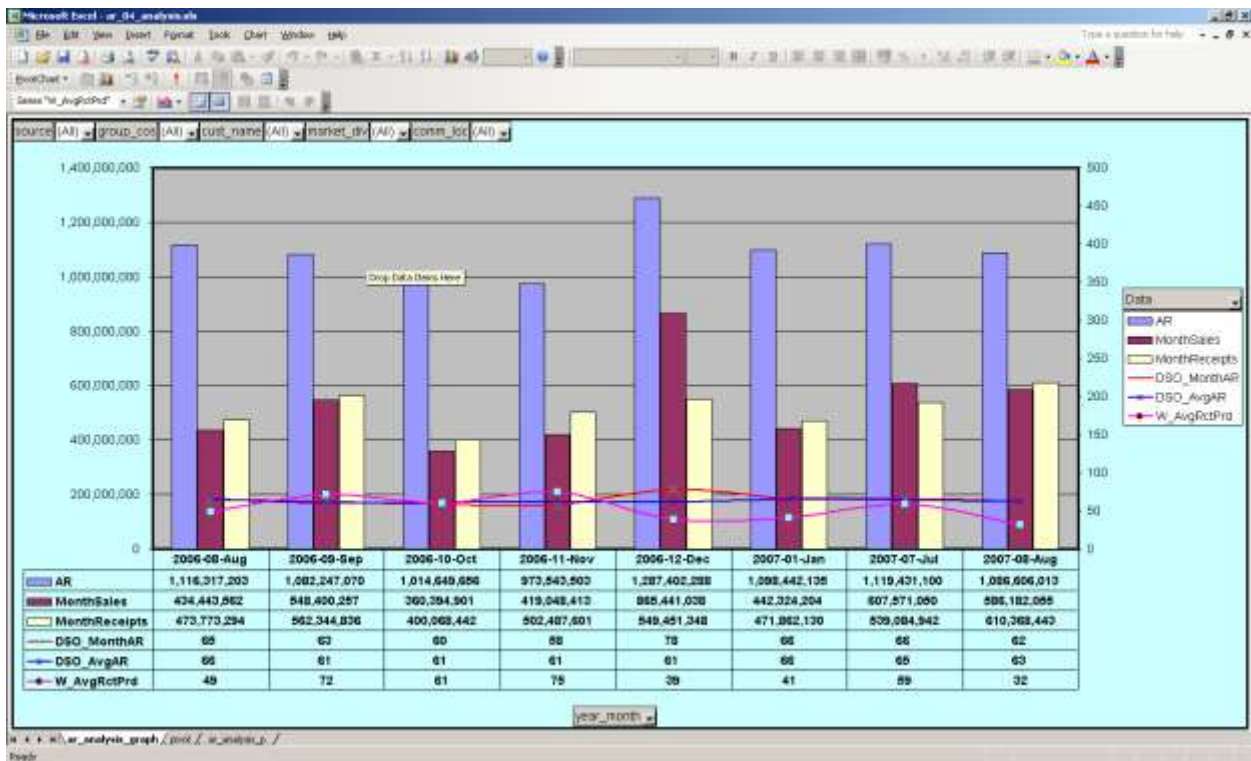 Microsoft Excel - ar_04_analysis.xls
File Edit View Insert Format Tools Chart Window Help
Type a question for help
PivotChart
Series "W_AvgRctPrd"
source (All) group_cos (All) cust_name (All) market_div (All) comm_loc (All)
1,400,000,000 500
450
1,200,000,000
400
Drop Data Items Here
1,000,000,000 350
Data
800,000,000 300
AR
MonthSales
250
MonthReceipts
600,000,000
DSO_MonthAR
200
DSO_AvgAR
W_AvgRctPrd
400,000,000 150
100
200,000,000
50
0 0
2006-08-Aug 2006-09-Sep 2006-10-Oct 2006-11-Nov 2006-12-Dec 2007-01-Jan 2007-07-Jul 2007-08-Aug
AR 1,116,317,203 1,082,247,070 1,014,649,656 973,543,503 1,287,402,288 1,098,442,135 1,119,431,100 1,086,606,013
MonthSales 434,443,562 548,400,257 360,394,901 419,048,413 865,441,038 442,324,204 607,571,050 586,182,055
MonthReceipts 473,773,294 562,344,836 400,068,442 502,487,601 549,451,348 471,862,130 539,084,942 610,368,443
DSO_MonthAR 65 63 60 58 78 66 66 62
DSO_AvgAR 66 61 61 61 61 66 65 63
W_AvgRctPrd 49 72 61 75 39 41 59 32
year_month
ar_analysis_graph pivot ar_analysis_p
Ready